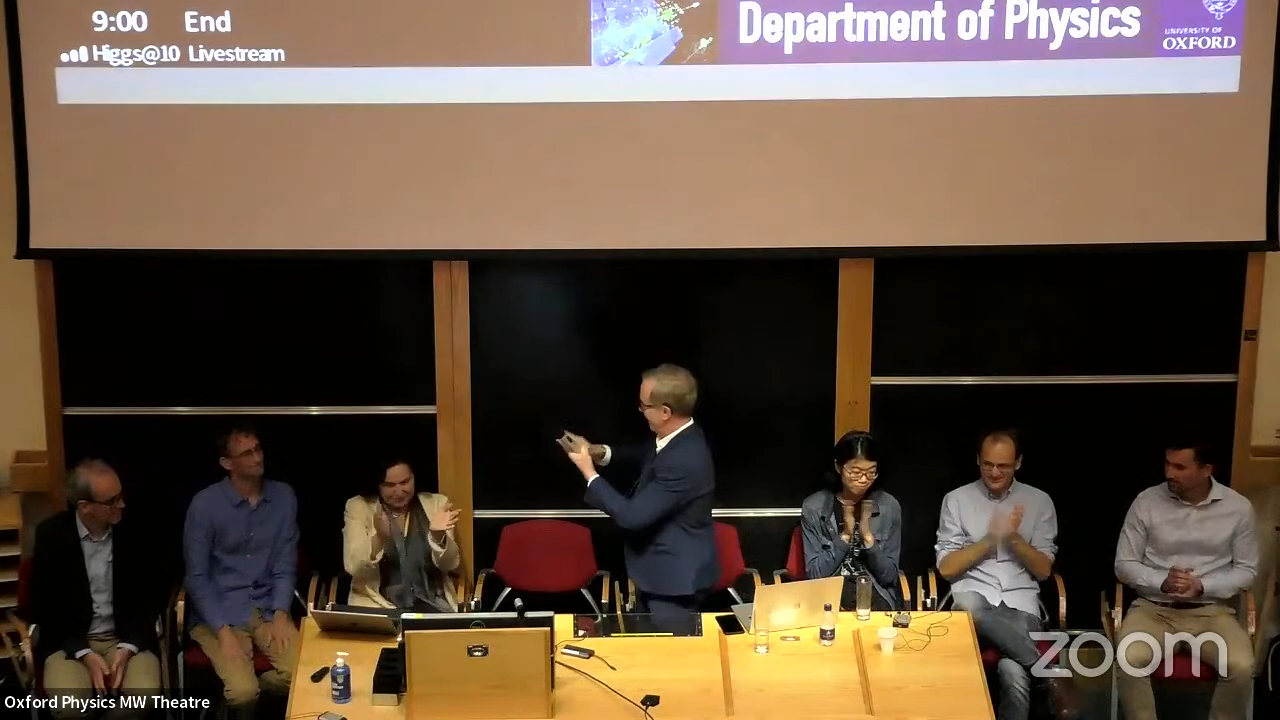 9:00 End
Higgs@10 Livestream
Department of Physics
UNIVERSITY OF
OXFORD
zoom
Oxford Physics MW Theatre